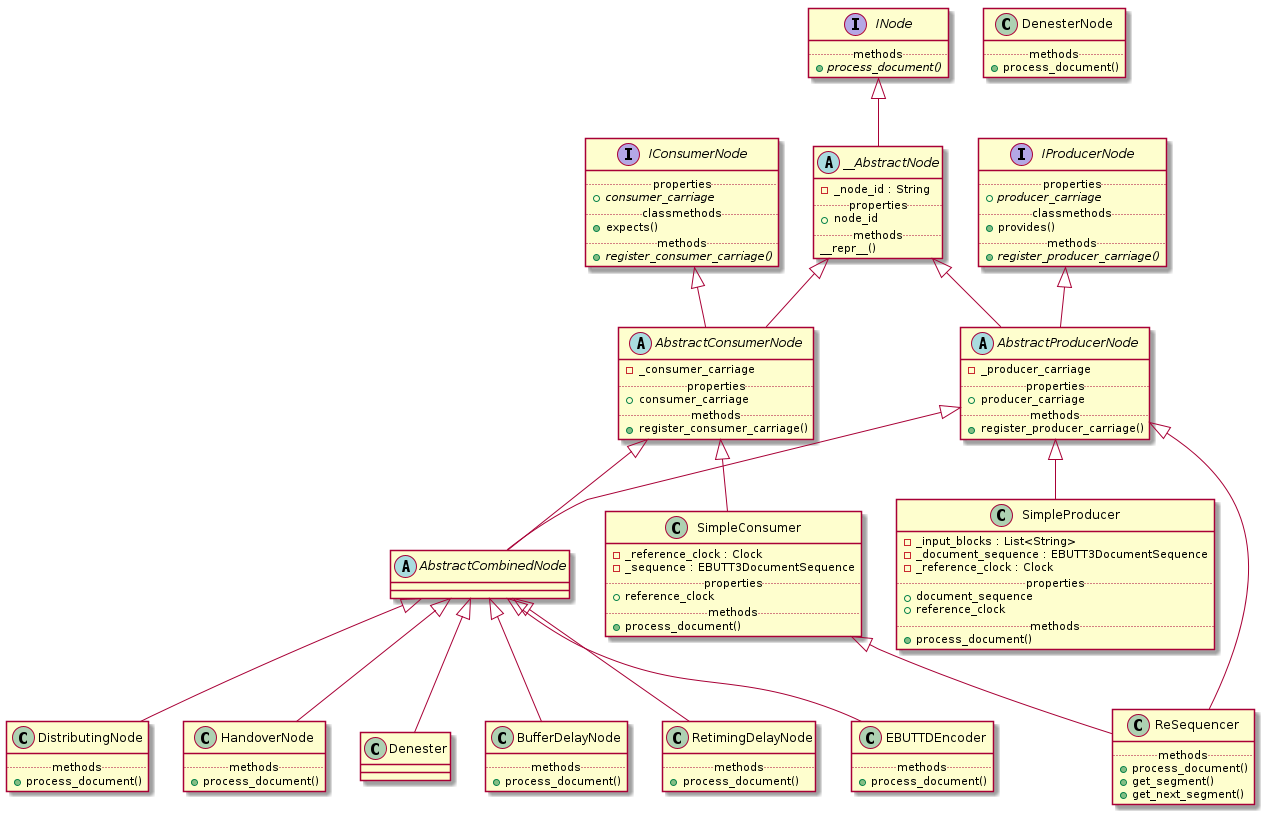 I INode
methods
process_document()
C DenesterNode
methods
process_document()
I IConsumerNode
properties
consumer_carriage
classmethods
expects()
methods
register_consumer_carriage()
A __AbstractNode
_node_id : String
properties
node_id
methods
__repr__()
I IProducerNode
properties
producer_carriage
classmethods
provides()
methods
register_producer_carriage()
A AbstractConsumerNode
_consumer_carriage
properties
consumer_carriage
methods
register_consumer_carriage()
A AbstractProducerNode
_producer_carriage
properties
producer_carriage
methods
register_producer_carriage()
A AbstractCombinedNode
C SimpleConsumer
_reference_clock : Clock
_sequence : EBUTT3DocumentSequence
properties
reference_clock
methods
process_document()
C SimpleProducer
_input_blocks : List<String>
_document_sequence : EBUTT3DocumentSequence
_reference_clock : Clock
properties
document_sequence
reference_clock
methods
process_document()
C DistributingNode
methods
process_document()
C HandoverNode
methods
process_document()
C Denester
C BufferDelayNode
methods
process_document()
C RetimingDelayNode
methods
process_document()
C EBUTTDEncoder
methods
process_document()
C ReSequencer
methods
process_document()
get_segment()
get_next_segment()